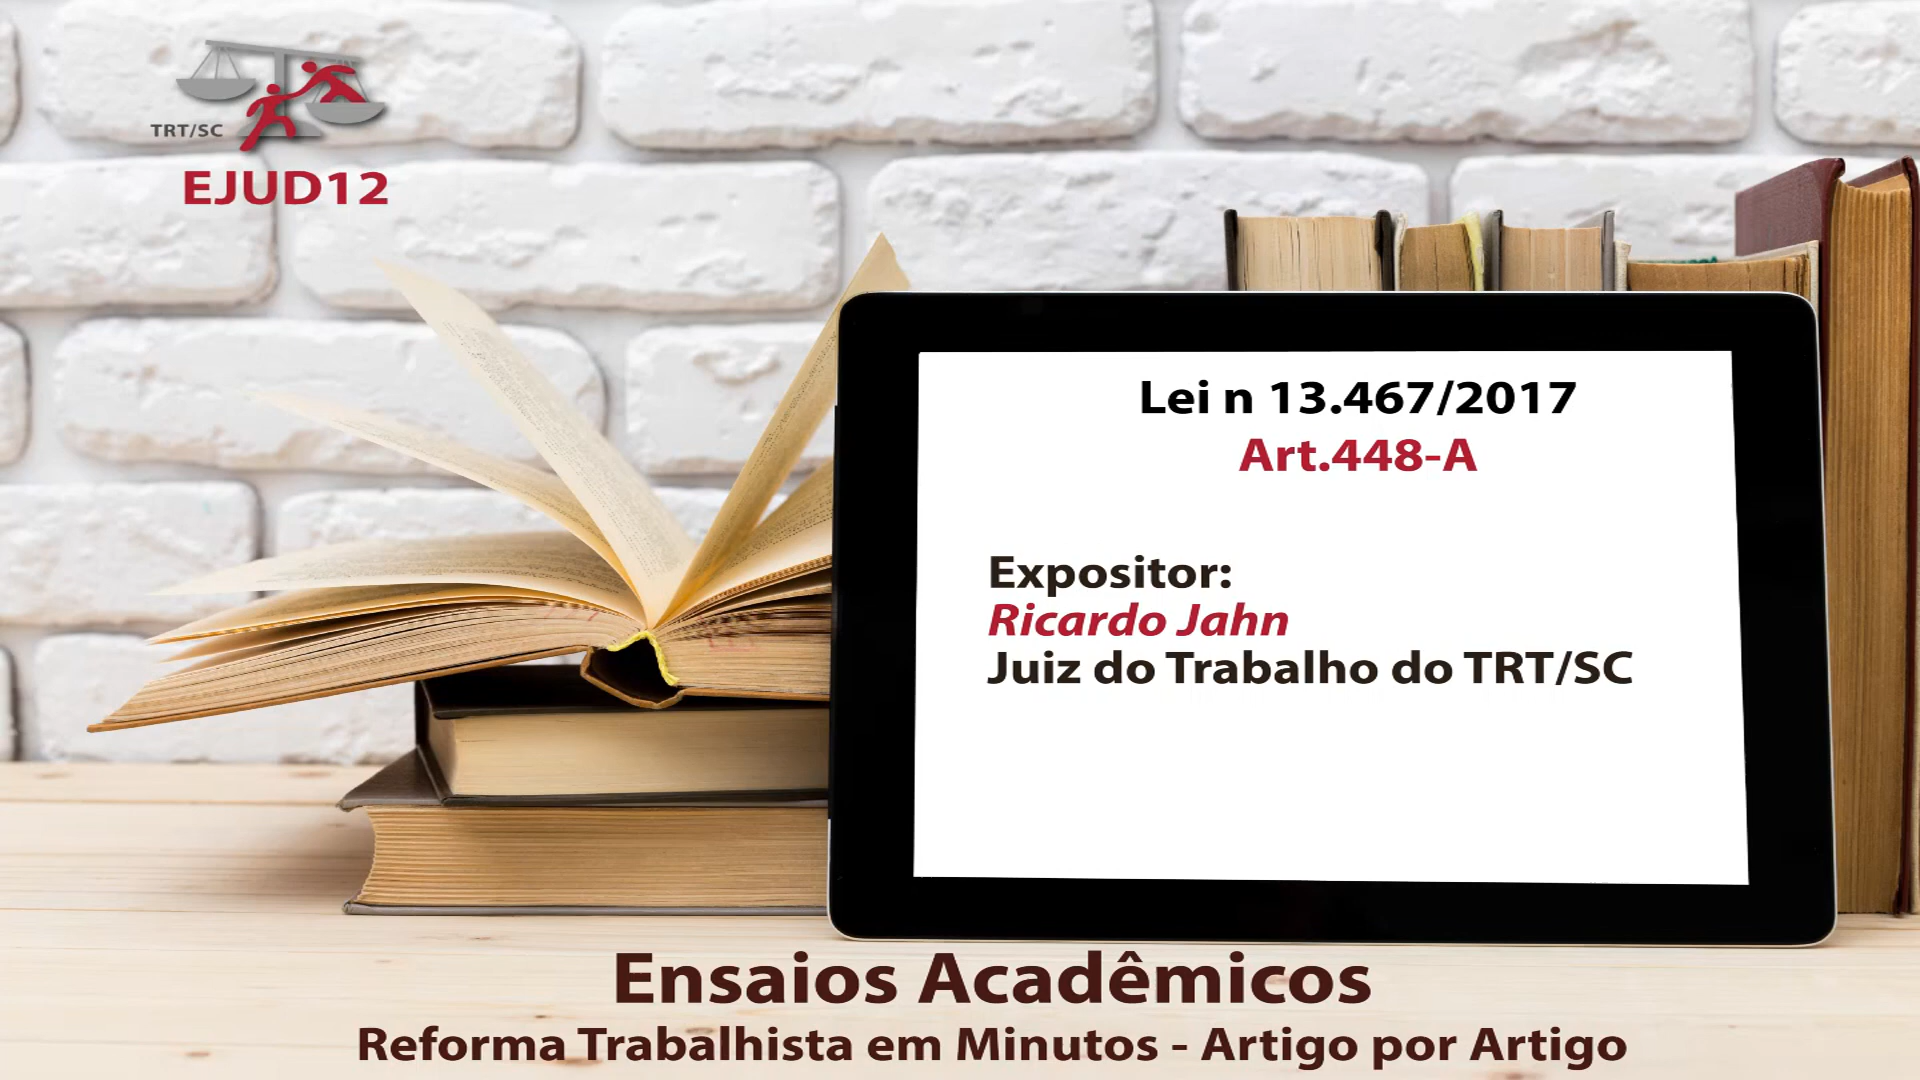 TRT/SC
EJUD12
Lei n 13.467/2017
Art.448-A
Expositor:
Ricardo Jahn
Juiz do Trabalho do TRT/SC
Ensaios Acadêmicos
Reforma Trabalhista em Minutos - Artigo por Artigo